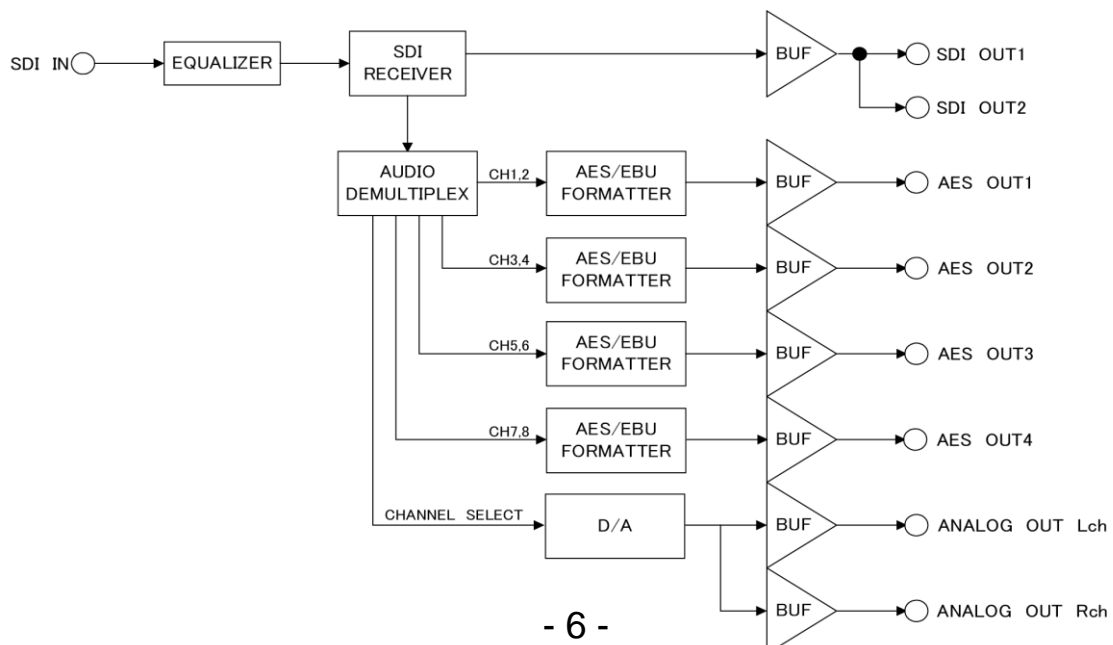 SDI IN
EQUALIZER
SDI
RECEIVER
BUF
SDI OUT1
SDI OUT2
AUDIO
DEMULTIPLEX
CH1,2
AES/EBU
FORMATTER
BUF
AES OUT1
CH3,4
AES/EBU
FORMATTER
BUF
AES OUT2
CH5,6
AES/EBU
FORMATTER
BUF
AES OUT3
CH7,8
AES/EBU
FORMATTER
BUF
AES OUT4
CHANNEL SELECT
D/A
BUF
ANALOG OUT Lch
BUF
ANALOG OUT Rch
- 6 -